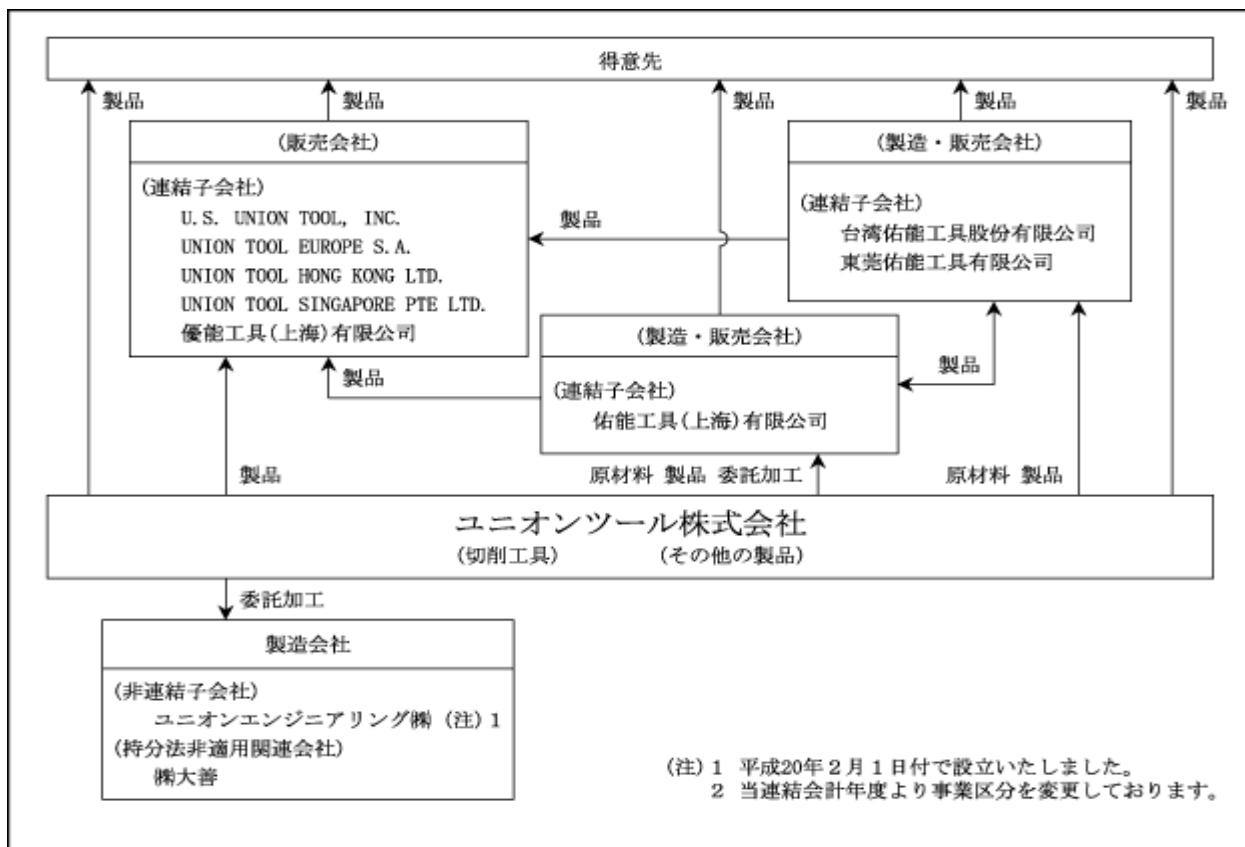 得意先
製品
製品
製品
製品
製品
(販売会社)
(連結子会社)
U.S. UNION TOOL, INC.
UNION TOOL EUROPE S.A.
UNION TOOL HONG KONG LTD.
UNION TOOL SINGAPORE PTE LTD.
優能工具(上海)有限公司
製品
(製造・販売会社)
(連結子会社)
台湾佑能工具股份有限公司
東莞佑能工具有限公司
(製造・販売会社)
(連結子会社)
佑能工具(上海)有限公司
製品
製品
製品
原材料 製品 委託加工
原材料 製品
ユニオンツール株式会社
(切削工具) (その他の製品)
委託加工
製造会社
(非連結子会社)
ユニオンエンジニアリング㈱ (注)1
(持分法非適用関連会社)
㈱大善
(注)1 平成20年2月1日付で設立いたしました。
2 当連結会計年度より事業区分を変更しております。